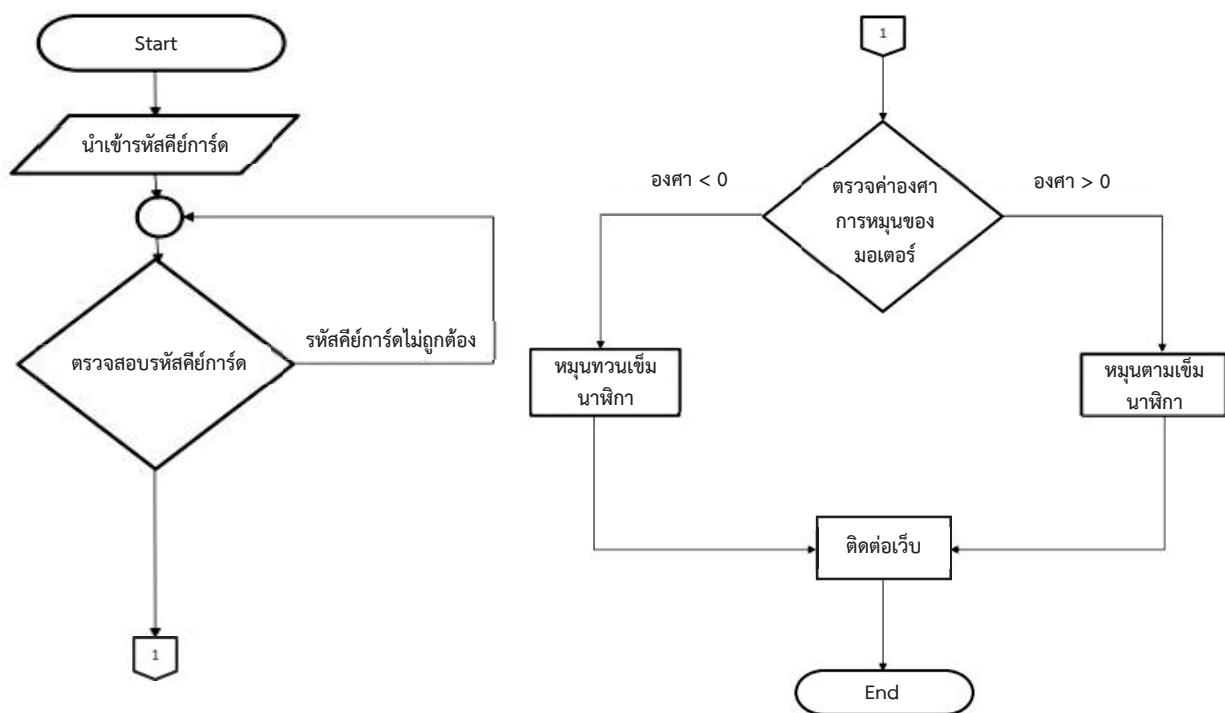 Start
นำเข้ารหัสคีย์การ์ด
รหัสคีย์การ์ดไม่ถูกต้อง
ตรวจสอบรหัสคีย์การ์ด
1
1
องศา < 0
องศา > 0
ตรวจค่าองศา
การหมุนของ
มอเตอร์
หมุนทวนเข็ม
นาฬิกา
หมุนตามเข็ม
นาฬิกา
ติดต่อเว็บ
End